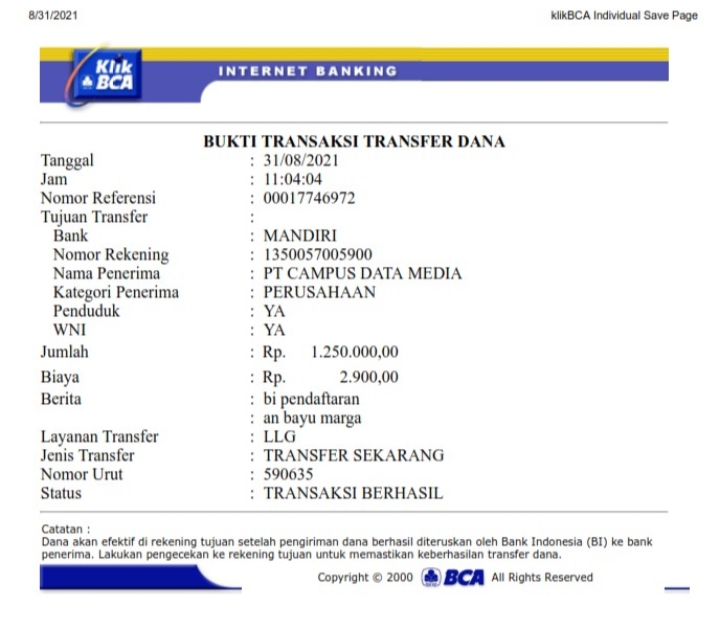 8/31/2021 klikBCA Individual Save Page
Klik
BCA
INTERNET BANKING
BUKTI TRANSAKSI TRANSFER DANA
Tanggal : 31/08/2021
Jam : 11:04:04
Nomor Referensi : 00017746972
Tujuan Transfer :
Bank : MANDIRI
Nomor Rekening : 1350057005900
Nama Penerima : PT CAMPUS DATA MEDIA
Kategori Penerima : PERUSAHAAN
Penduduk : YA
WNI : YA
Jumlah : Rp. 1.250.000,00
Biaya : Rp. 2.900,00
Berita : bi pendaftaran
: an bayu marga
Layanan Transfer : LLG
Jenis Transfer : TRANSFER SEKARANG
Nomor Urut : 590635
Status : TRANSAKSI BERHASIL
Catatan :
Dana akan efektif di rekening tujuan setelah pengiriman dana berhasil diteruskan oleh Bank Indonesia (BI) ke bank
penerima. Lakukan pengecekan ke rekening tujuan untuk memastikan keberhasilan transfer dana.
Copyright © 2000 BCA All Rights Reserved